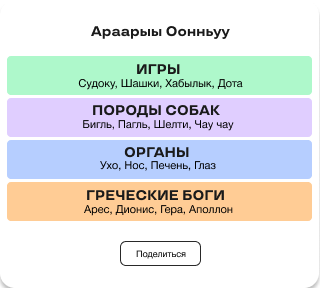 Араарыы Оонньуу
ИГРЫ
Судоку, Шашки, Хабылык, Дота
ПОРОДЫ СОБАК
Бигль, Пагль, Шелти, Чау чау
ОРГАНЫ
Ухо, Нос, Печень, Глаз
ГРЕЧЕСКИЕ БОГИ
Арес, Дионис, Гера, Аполлон
Поделиться